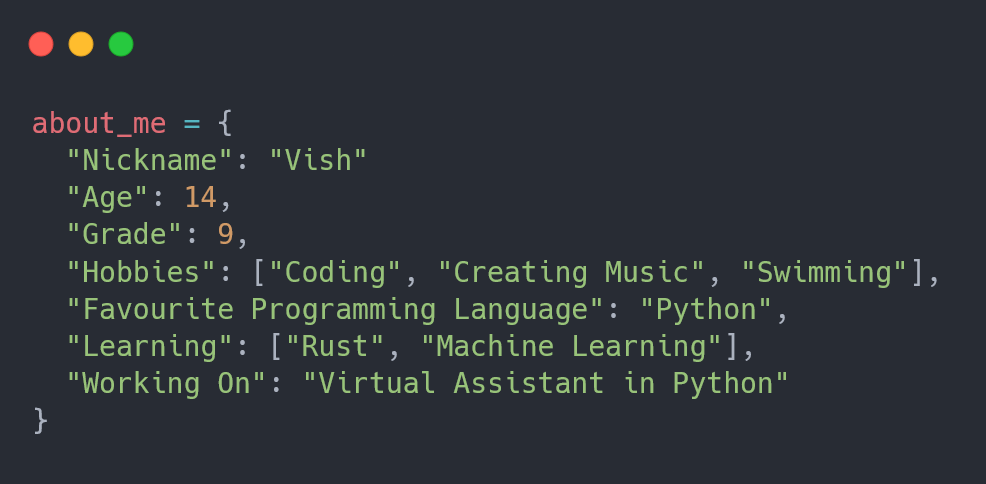 about_me = {
  "Nickname": "Vish"
  "Age": 14,
  "Grade": 9,
  "Hobbies": ["Coding", "Creating Music", "Swimming"],
  "Favourite Programming Language": "Python",
  "Learning": ["Rust", "Machine Learning"],
  "Working On": "Virtual Assistant in Python"
}